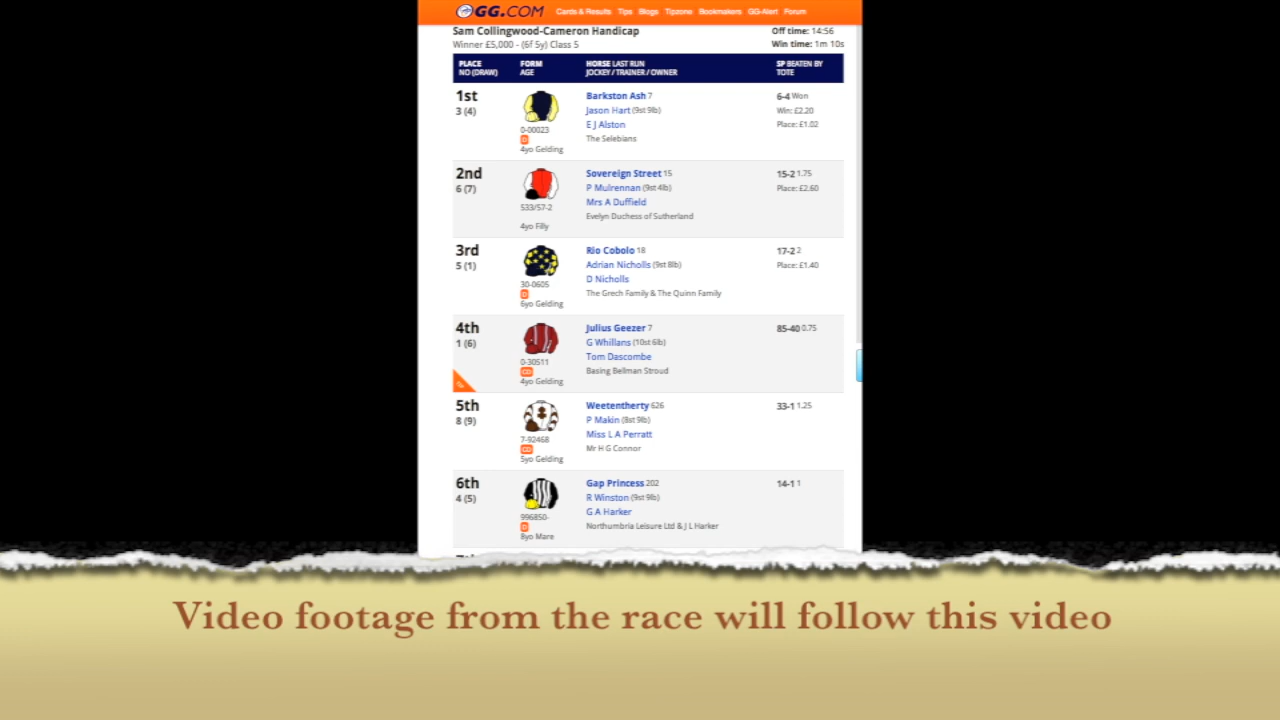 GG.COM Cards & Results Tips Blogs Tipzone Bookmakers GG-Alert Forum
Sam Collingwood-Cameron Handicap Off time: 14:56
Winner £5,000 - (6f 5y) Class 5 Win time: 1m 10s
PLACE FORM HORSE LAST RUN SP BEATEN BY
NO (DRAW) AGE JOCKEY / TRAINER / OWNER TOTE
1st Barkston Ash 7 6-4 Won
3 (4) Jason Hart (9st 9lb) Win: £2.20
E J Alston Place: £1.02
0-00023
D
The Selebians
4yo Gelding
2nd Sovereign Street 15 15-2 1.75
6 (7) P Mulrennan (9st 4lb) Place: £2.60
Mrs A Duffield
533/57-2
Evelyn Duchess of Sutherland
4yo Filly
3rd Rio Cobolo 18 17-2 2
5 (1) Adrian Nicholls (9st 8lb) Place: £1.40
D Nicholls
30-0605
D
The Grech Family & The Quinn Family
6yo Gelding
4th Julius Geezer 7 85-40 0.75
1 (6) G Whillans (10st 6lb)
Tom Dascombe
0-30511
CD
Basing Bellman Stroud
4yo Gelding
5th Weetentherty 626 33-1 1.25
8 (9) P Makin (8st 9lb)
Miss L A Perratt
7-92468
CD
Mr H G Connor
5yo Gelding
6th Gap Princess 202 14-1 1
4 (5) R Winston (9st 9lb)
G A Harker
996850-
D
Northumbria Leisure Ltd & J L Harker
8yo Mare
Video footage from the race will follow this video